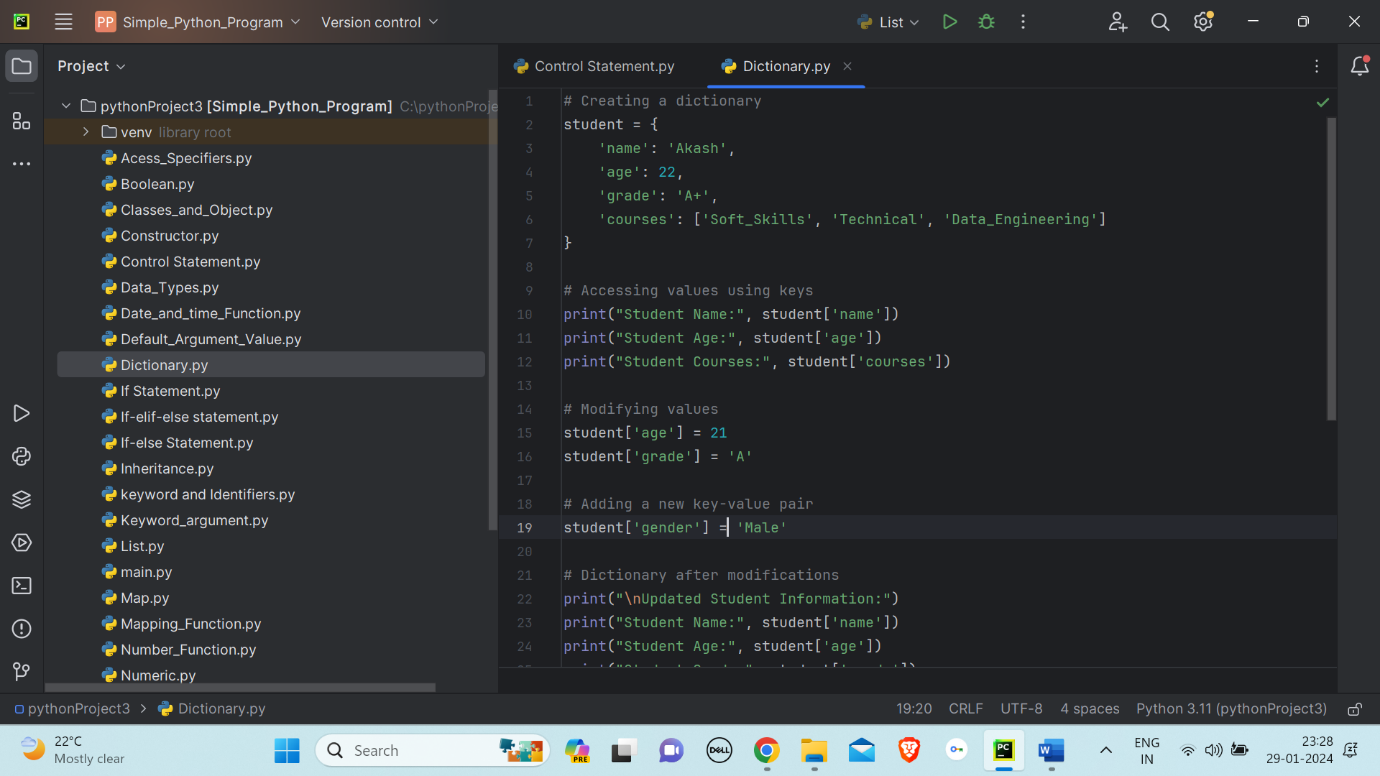 PC
PP Simple_Python_Program Version control List
Project
Control Statement.py Dictionary.py
pythonProject3 [Simple_Python_Program] C:\pythonProje
venv library root
Acess_Specifiers.py
Boolean.py
Classes_and_Object.py
Constructor.py
Control Statement.py
Data_Types.py
Date_and_time_Function.py
Default_Argument_Value.py
Dictionary.py
If Statement.py
If-elif-else statement.py
If-else Statement.py
Inheritance.py
keyword and Identifiers.py
Keyword_argument.py
List.py
main.py
Map.py
Mapping_Function.py
Number_Function.py
Numeric.py
1 # Creating a dictionary
2 student = {
3 'name': 'Akash',
4 'age': 22,
5 'grade': 'A+',
6 'courses': ['Soft_Skills', 'Technical', 'Data_Engineering']
7 }
8
9 # Accessing values using keys
10 print("Student Name:", student['name'])
11 print("Student Age:", student['age'])
12 print("Student Courses:", student['courses'])
13
14 # Modifying values
15 student['age'] = 21
16 student['grade'] = 'A'
17
18 # Adding a new key-value pair
19 student['gender'] = 'Male'
20
21 # Dictionary after modifications
22 print("\nUpdated Student Information:")
23 print("Student Name:", student['name'])
24 print("Student Age:", student['age'])
pythonProject3 > Dictionary.py 19:20 CRLF UTF-8 4 spaces Python 3.11 (pythonProject3)
22°C
Mostly clear
Search
PRE
DELL
PC
W
ENG
IN
23:28
29-01-2024